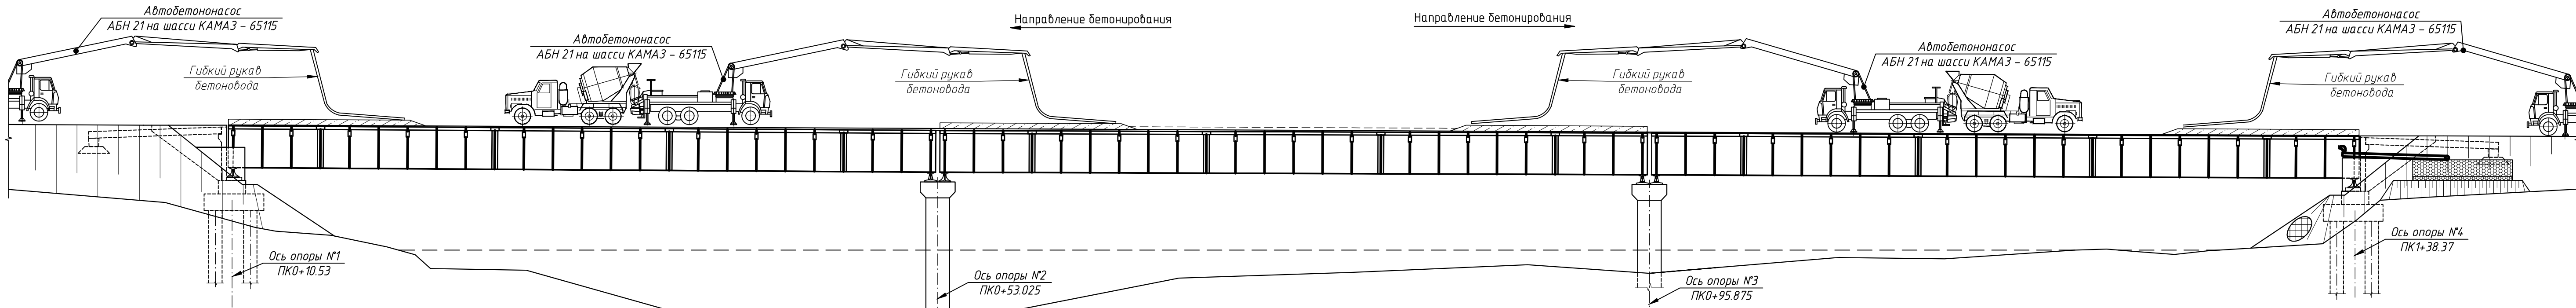 Автобетононасос
АБН 21 на шасси КАМАЗ - 65115
Гибкий рукав
бетоновода
Автобетононасос
АБН 21 на шасси КАМАЗ - 65115
Гибкий рукав
бетоновода
Направление бетонирования
Направление бетонирования
Гибкий рукав
бетоновода
Автобетононасос
АБН 21 на шасси КАМАЗ - 65115
Автобетононасос
АБН 21 на шасси КАМАЗ - 65115
Гибкий рукав
бетоновода
Ось опоры №1
ПК0+10.53
Ось опоры №2
ПК0+53.025
Ось опоры №3
ПК0+95.875
Ось опоры №4
ПК1+38.37